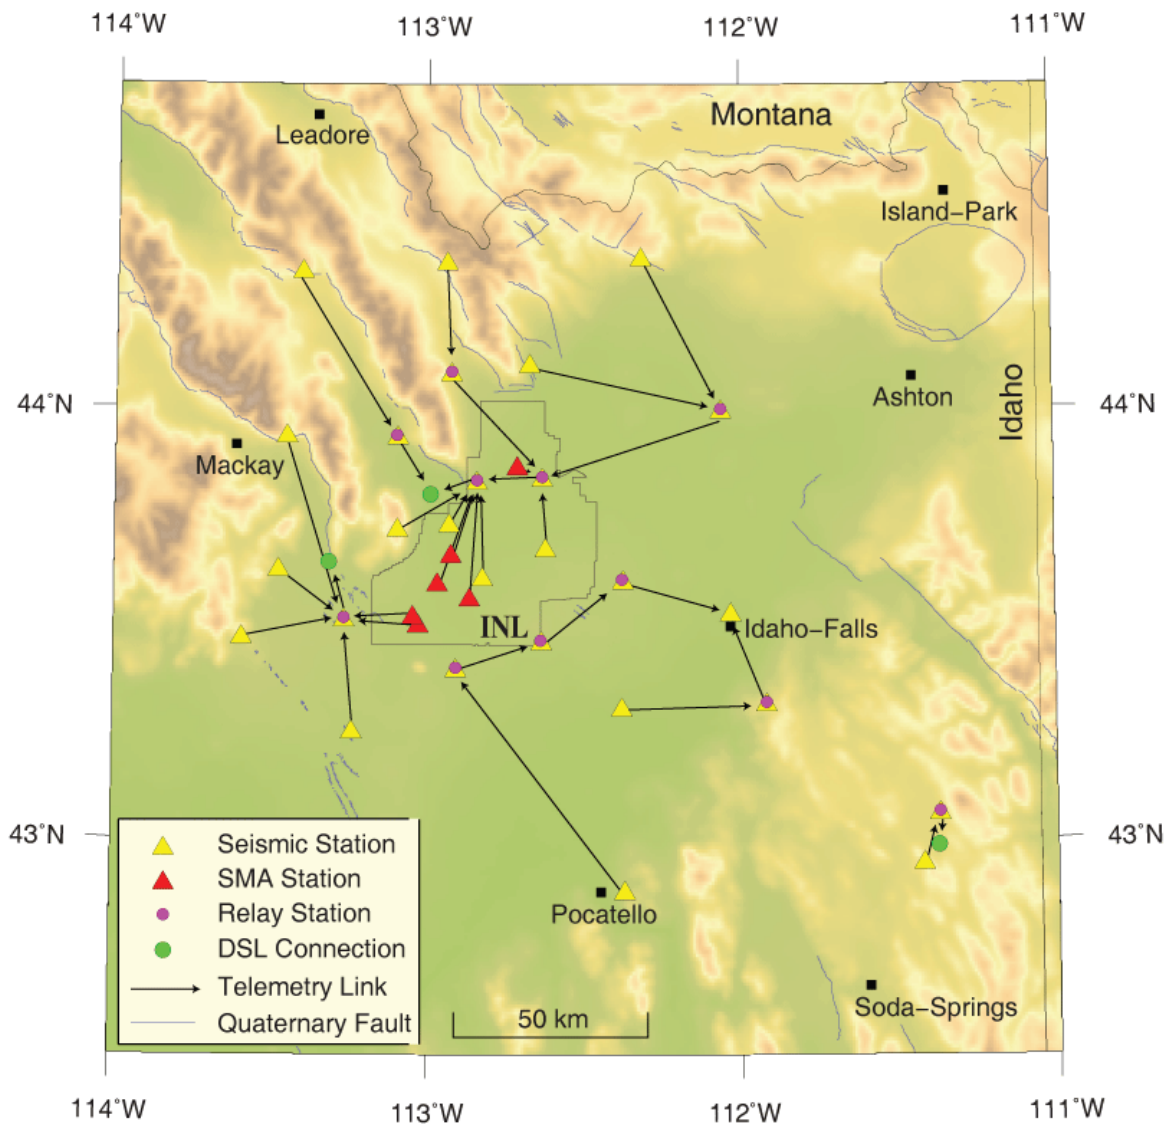 114˚W
113˚W
112˚W
111˚W
Montana
Leadore
Island–Park
44˚N
44˚N
Ashton
Idaho
Mackay
INL
Idaho–Falls
43˚N
43˚N
Seismic Station
SMA Station
Relay Station
DSL Connection
Telemetry Link
Quaternary Fault
Pocatello
50 km
Soda–Springs
114˚W
113˚W
112˚W
111˚W